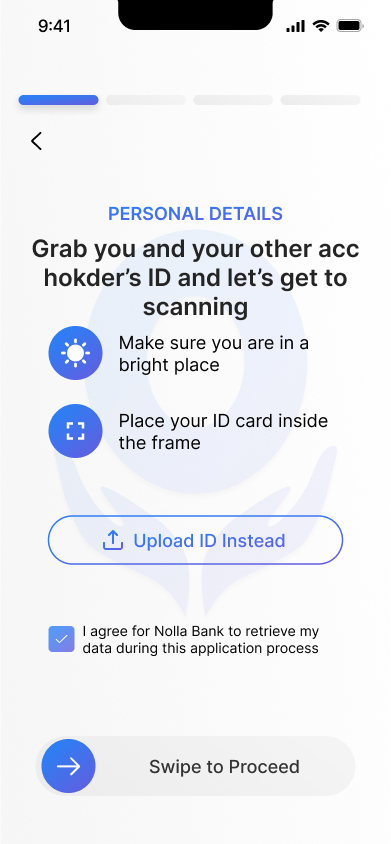 9:41
PERSONAL DETAILS
Grab you and your other acc
hokder’s ID and let’s get to
scanning
Make sure you are in a
bright place
Place your ID card inside
the frame
Upload ID Instead
I agree for Nolla Bank to retrieve my
data during this application process
Swipe to Proceed